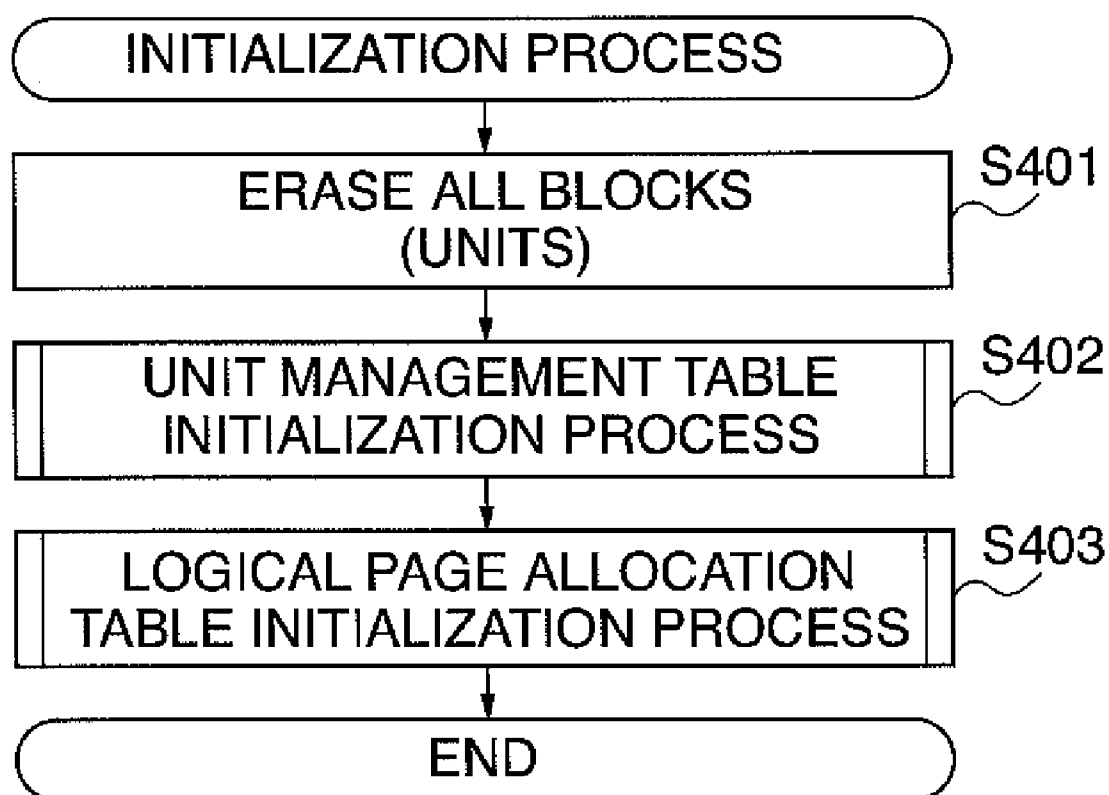 INITIALIZATION PROCESS
ERASE ALL BLOCKS
(UNITS)
S401
UNIT MANAGEMENT TABLE
INITIALIZATION PROCESS
S402
LOGICAL PAGE ALLOCATION
TABLE INITIALIZATION PROCESS
S403
END